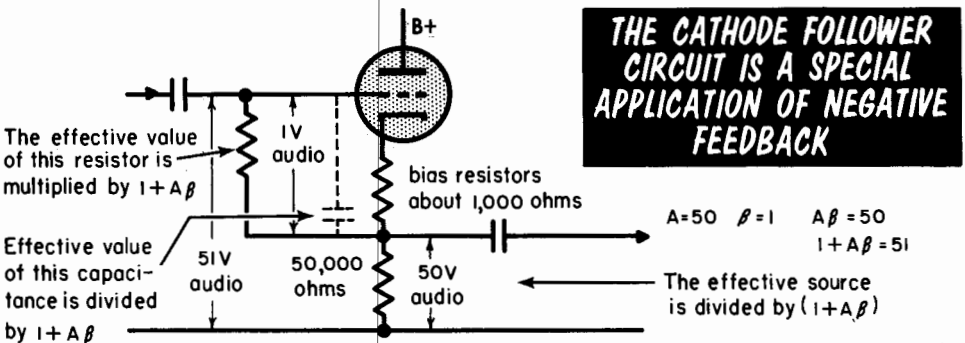 B+
THE CATHODE FOLLOWER
CIRCUIT IS A SPECIAL
APPLICATION OF NEGATIVE
FEEDBACK
The effective value
of this resistor is
multiplied by 1+Aβ
1V
audio
bias resistors
about 1,000 ohms
A=50 β=1 Aβ=50
1+Aβ=51
Effective value
of this capaci-
tance is divided
by 1+Aβ
51V
audio
50,000
ohms
50V
audio
The effective source
is divided by (1+Aβ)